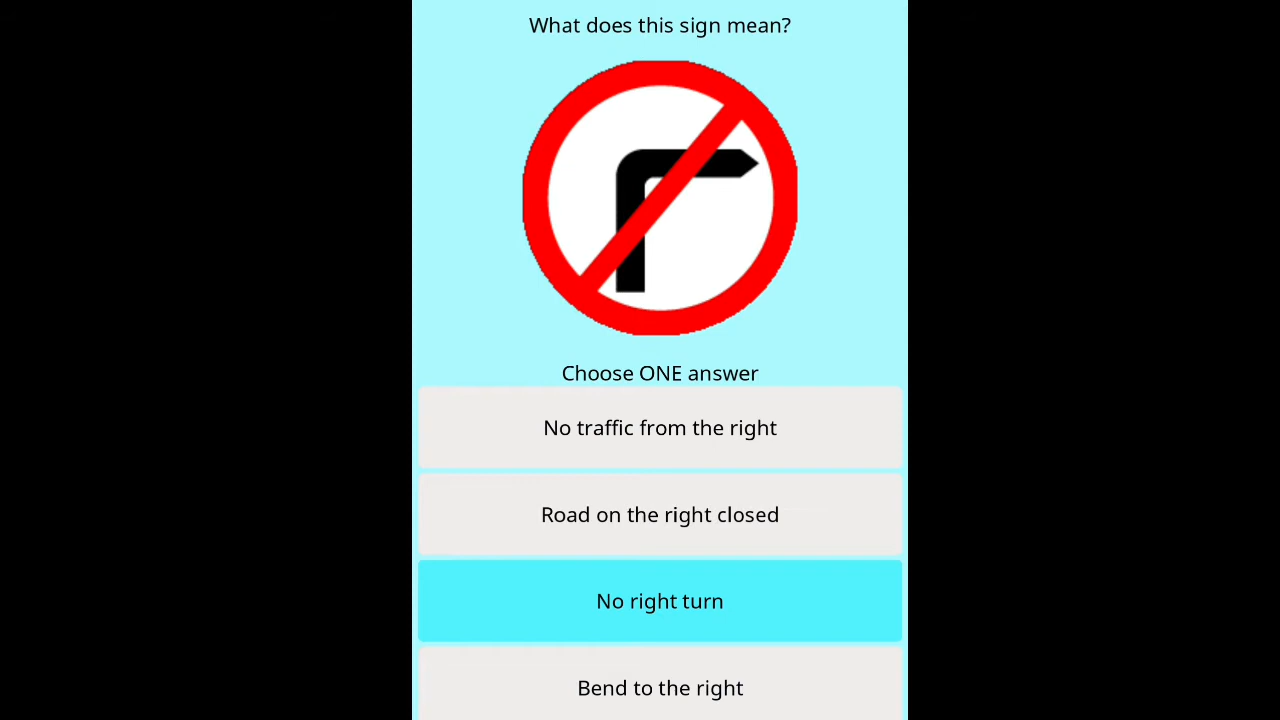 What does this sign mean?
Choose ONE answer
No traffic from the right
Road on the right closed
No right turn
Bend to the right